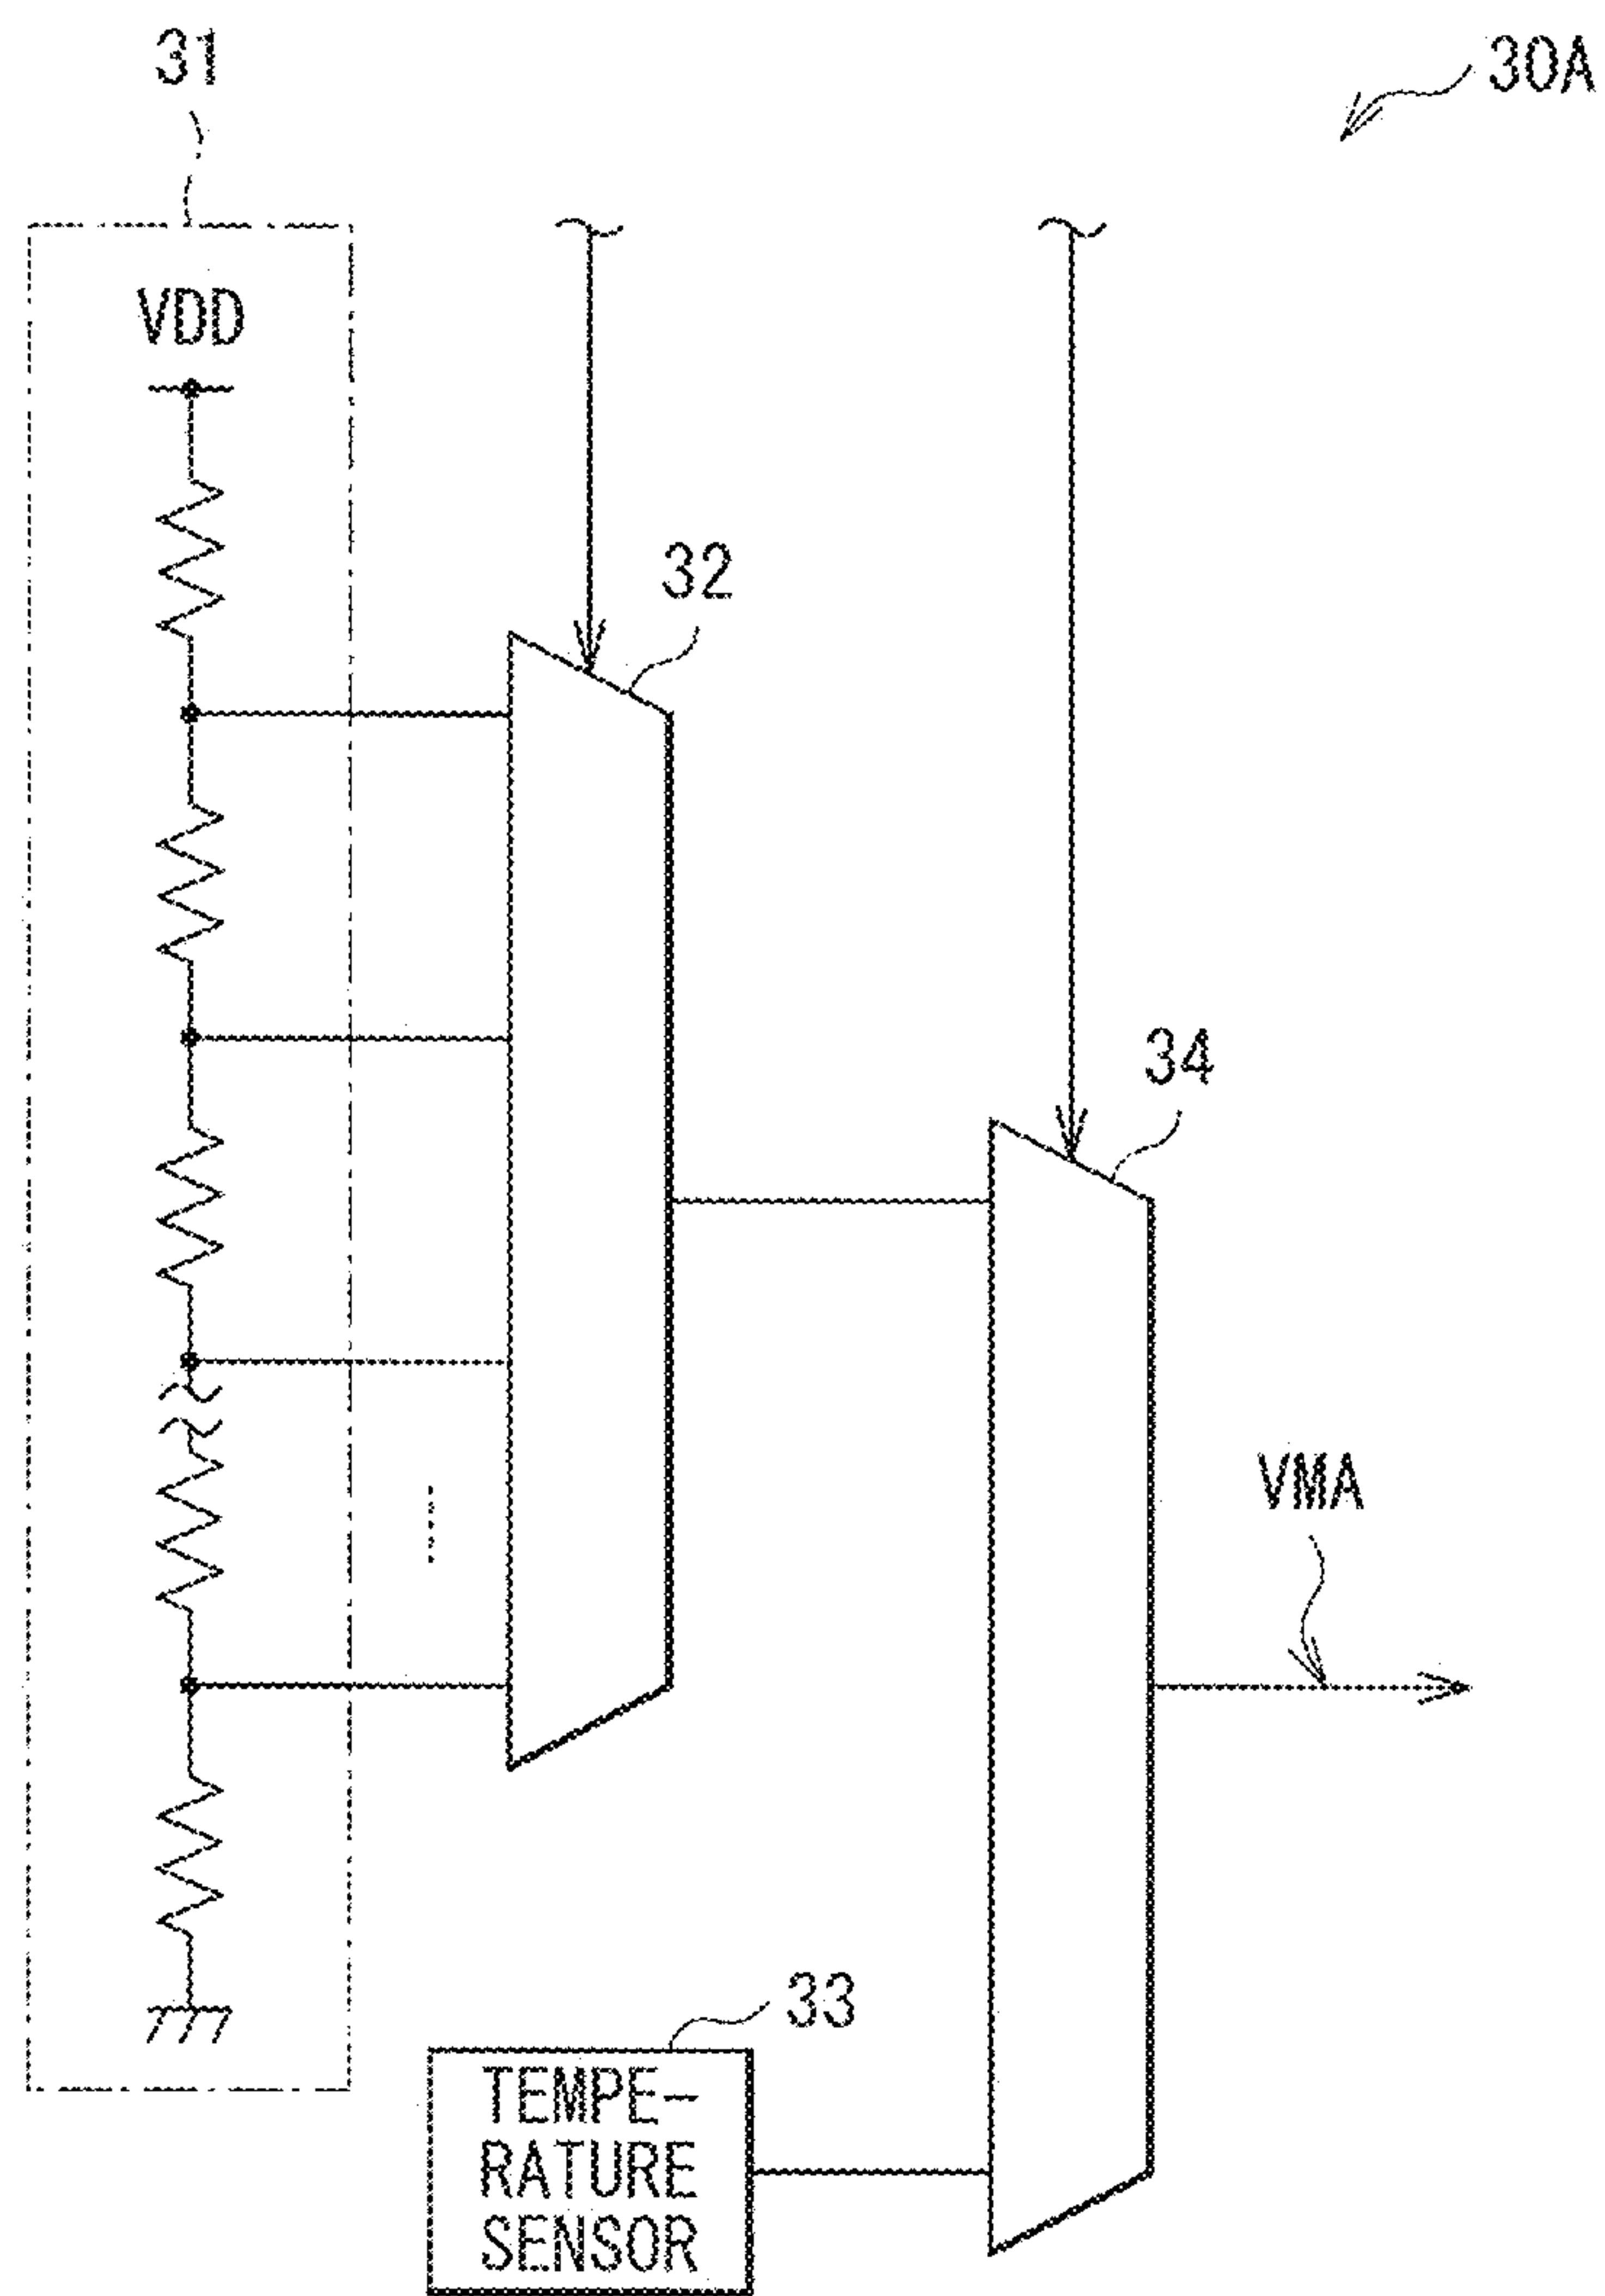 31
30A
VDD
32
34
VMA
33
TEMPE-
RATURE
SENSOR